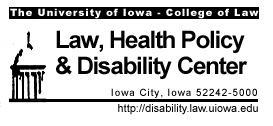 The University of Iowa - College of Law
Law, Health Policy
& Disability Center
Iowa City, Iowa 52242-5000
http://disability.law.uiowa.edu